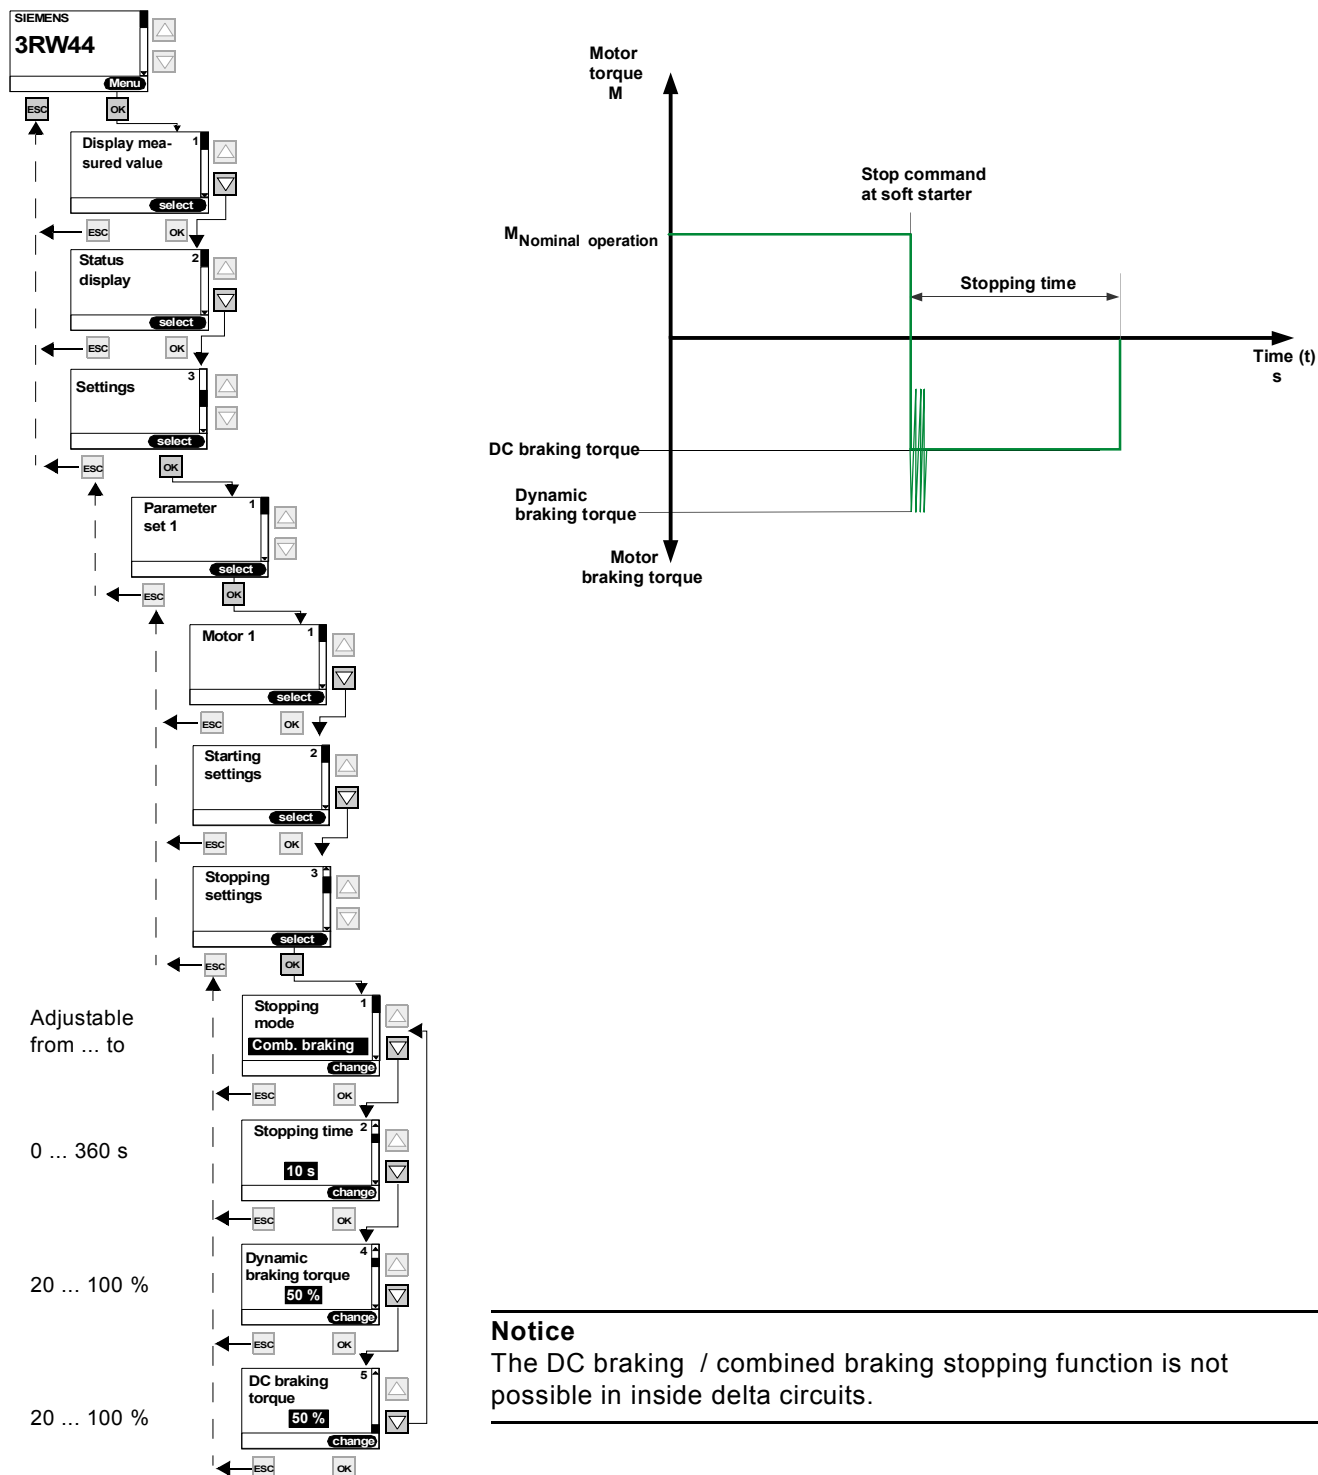 SIEMENS
3RW44
Menu
ESC
OK
Display mea-
sured value
1
select
ESC
OK
Status
display
2
select
ESC
OK
Settings
3
select
ESC
OK
Parameter
set 1
1
select
ESC
OK
Motor 1
1
select
ESC
OK
Starting
settings
2
select
ESC
OK
Stopping
settings
3
select
ESC
OK
Adjustable
from ... to
Stopping
mode
1
Comb. braking
change
ESC
OK
0 ... 360 s
Stopping time
2
10 s
change
ESC
OK
20 ... 100 %
Dynamic
braking torque
4
50 %
change
ESC
OK
20 ... 100 %
DC braking
torque
5
50 %
change
ESC
OK
Motor
torque
M
Stop command
at soft starter
MNominal operation
Stopping time
Time (t)
s
DC braking torque
Dynamic
braking torque
Motor
braking torque
Notice
The DC braking / combined braking stopping function is not
possible in inside delta circuits.